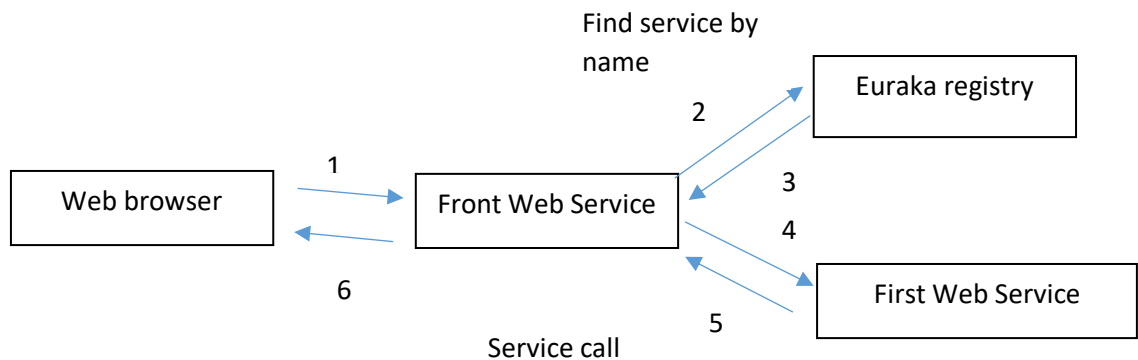 Find service by
name
Euraka registry
2
1
3
Web browser
Front Web Service
4
6
First Web Service
5
Service call